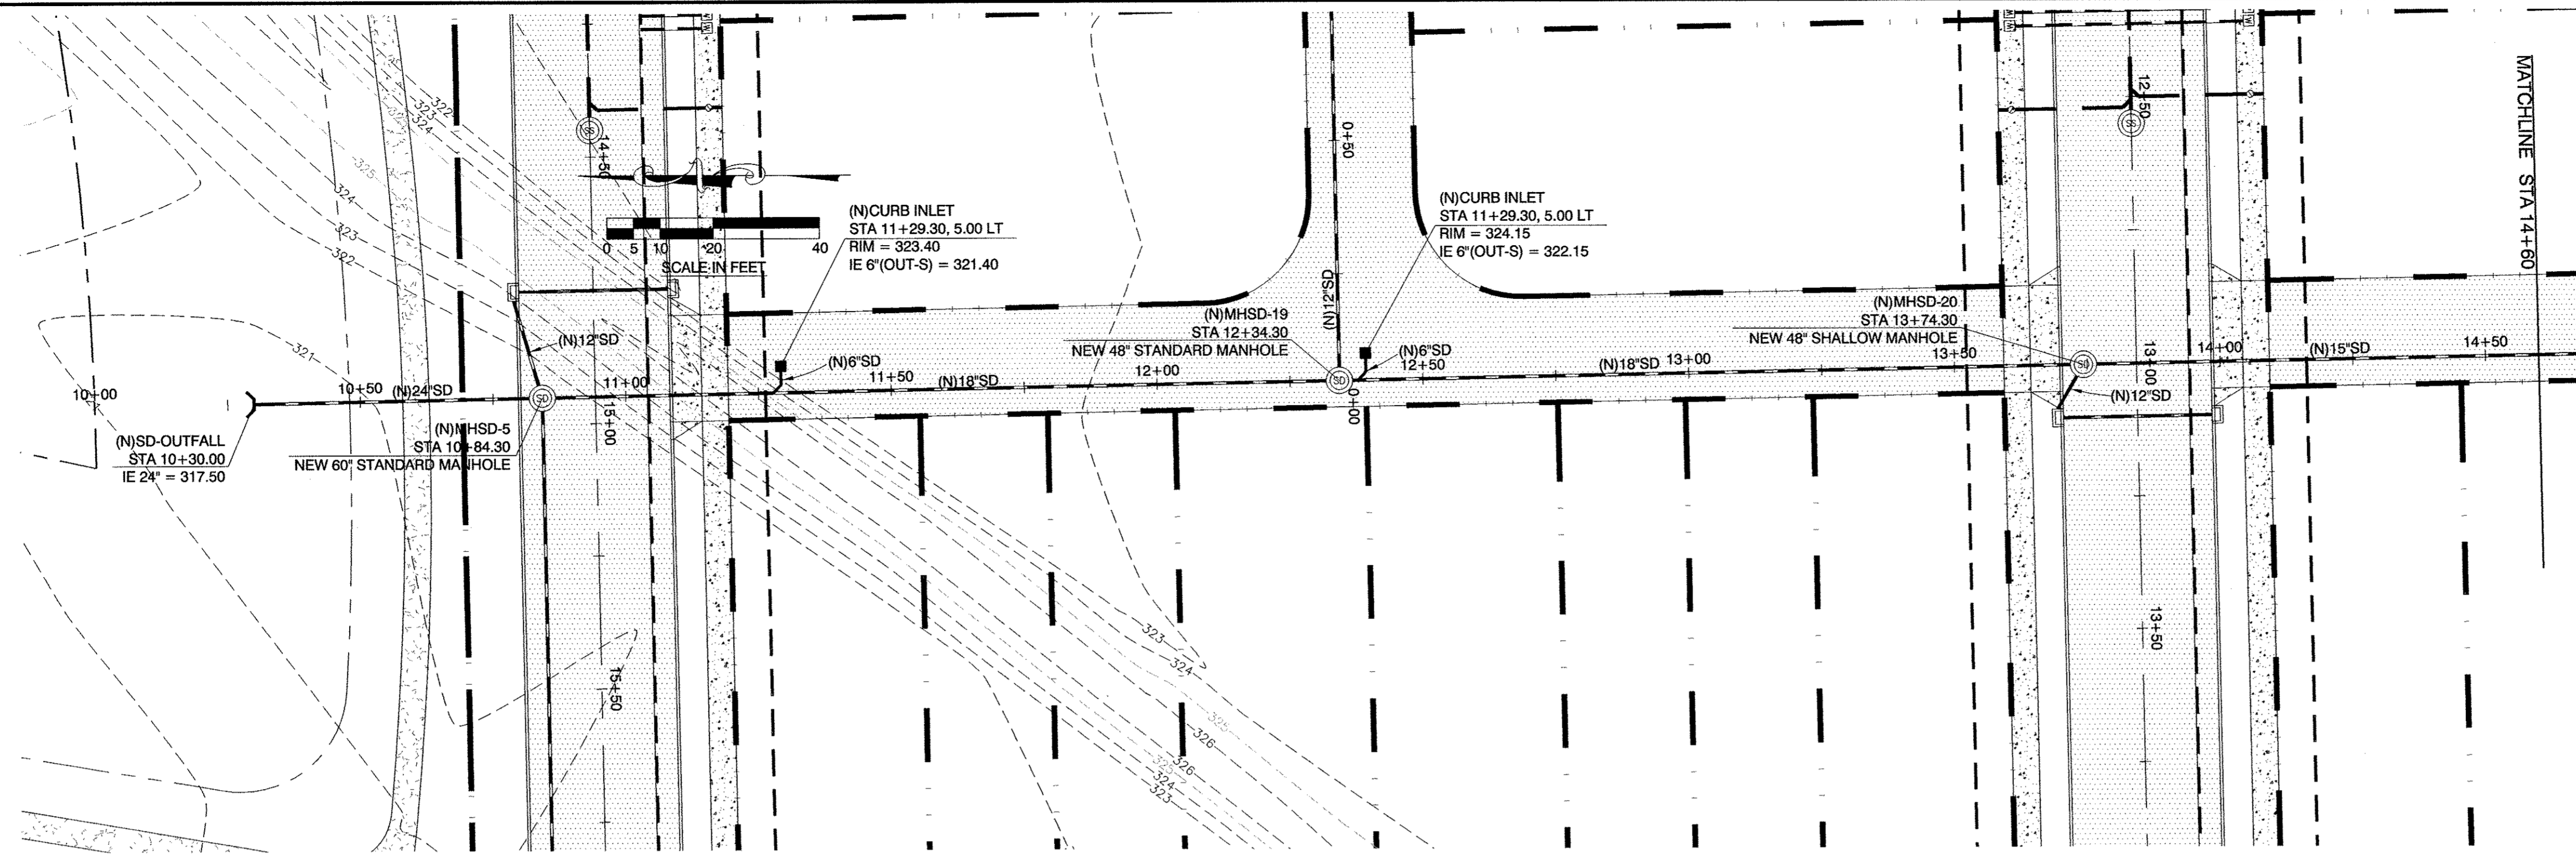 322
323
324
325
324
323
322
321
SS
14+50
0 5 10 20 40
SCALE IN FEET
(N)CURB INLET
STA 11+29.30, 5.00 LT
RIM = 323.40
IE 6"(OUT-S) = 321.40
0+50
(N)12"SD
(N)CURB INLET
STA 11+29.30, 5.00 LT
RIM = 324.15
IE 6"(OUT-S) = 322.15
W
W
W
W
12+50
SS
MATCHLINE STA 14+60
(N)12"SD
(N)6"SD
(N)MHSD-19
STA 12+34.30
NEW 48" STANDARD MANHOLE
(N)6"SD
(N)MHSD-20
STA 13+74.30
NEW 48" SHALLOW MANHOLE
10+00
10+50
(N)24"SD
SD
11+00
15+00
11+50
(N)18"SD
12+00
SD
0+00
12+50
(N)18"SD
13+00
13+50
SD
13+00
14+00
(N)15"SD
14+50
(N)12"SD
(N)SD-OUTFALL
STA 10+30.00
IE 24" = 317.50
(N)MHSD-5
STA 10+84.30
NEW 60" STANDARD MANHOLE
15+50
13+50
323
324
325
326
326
325
324
323